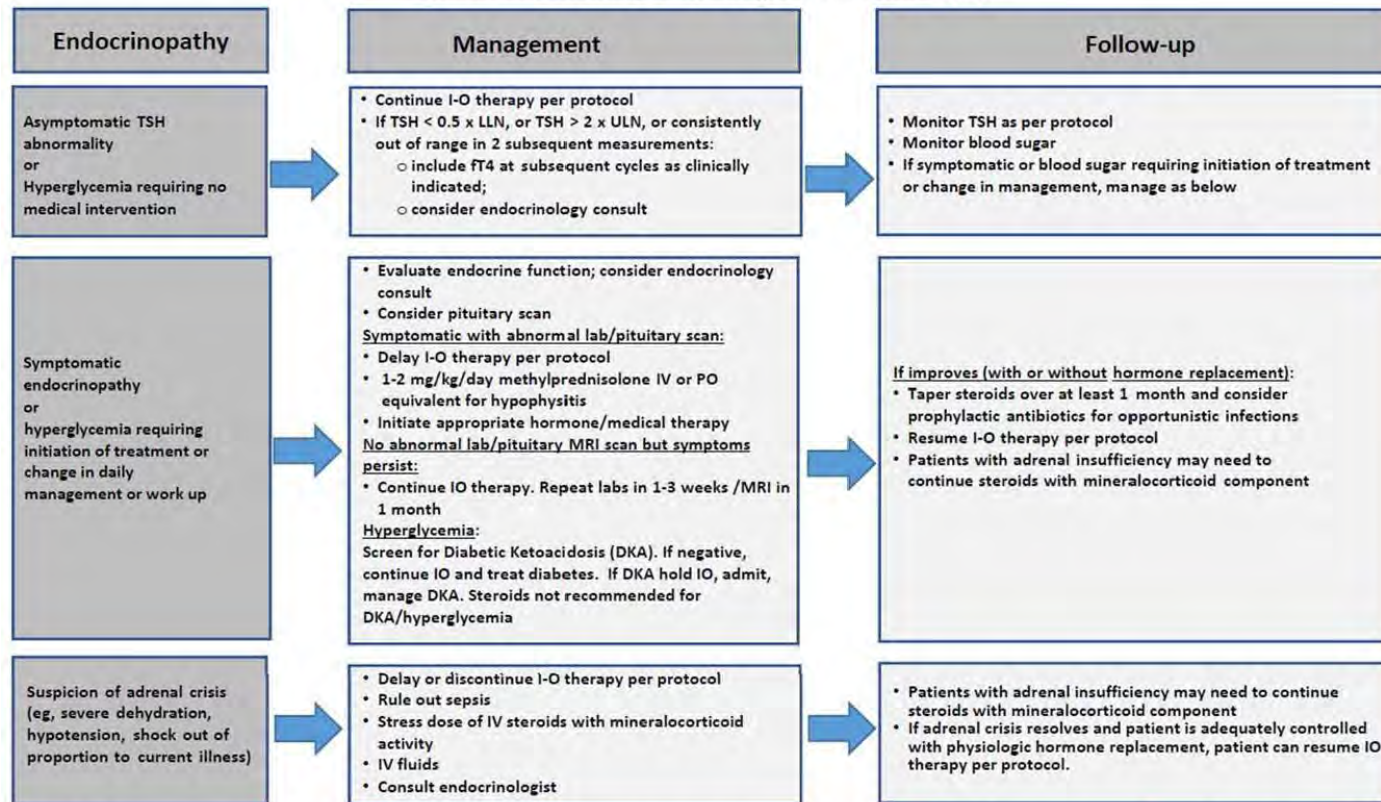 Endocrinopathy
Management
Follow-up
Asymptomatic TSH
abnormality
or
Hyperglycemia requiring no
medical intervention
• Continue I-O therapy per protocol
• If TSH < 0.5 x LLN, or TSH > 2 x ULN, or consistently
out of range in 2 subsequent measurements:
o include fT4 at subsequent cycles as clinically
indicated;
o consider endocrinology consult
• Monitor TSH as per protocol
• Monitor blood sugar
• If symptomatic or blood sugar requiring initiation of treatment
or change in management, manage as below
Symptomatic
endocrinopathy
or
hyperglycemia requiring
initiation of treatment or
change in daily
management or work up
• Evaluate endocrine function; consider endocrinology
consult
• Consider pituitary scan
Symptomatic with abnormal lab/pituitary scan:
• Delay I-O therapy per protocol
• 1-2 mg/kg/day methylprednisolone IV or PO
equivalent for hypophysitis
• Initiate appropriate hormone/medical therapy
No abnormal lab/pituitary MRI scan but symptoms
persist:
• Continue IO therapy. Repeat labs in 1-3 weeks /MRI in
1 month
Hyperglycemia:
Screen for Diabetic Ketoacidosis (DKA). If negative,
continue IO and treat diabetes. If DKA hold IO, admit,
manage DKA. Steroids not recommended for
DKA/hyperglycemia
If improves (with or without hormone replacement):
• Taper steroids over at least 1 month and consider
prophylactic antibiotics for opportunistic infections
• Resume I-O therapy per protocol
• Patients with adrenal insufficiency may need to
continue steroids with mineralocorticoid component
Suspicion of adrenal crisis
(eg, severe dehydration,
hypotension, shock out of
proportion to current illness)
• Delay or discontinue I-O therapy per protocol
• Rule out sepsis
• Stress dose of IV steroids with mineralocorticoid
activity
• IV fluids
• Consult endocrinologist
• Patients with adrenal insufficiency may need to continue
steroids with mineralocorticoid component
• If adrenal crisis resolves and patient is adequately controlled
with physiologic hormone replacement, patient can resume IO
therapy per protocol.